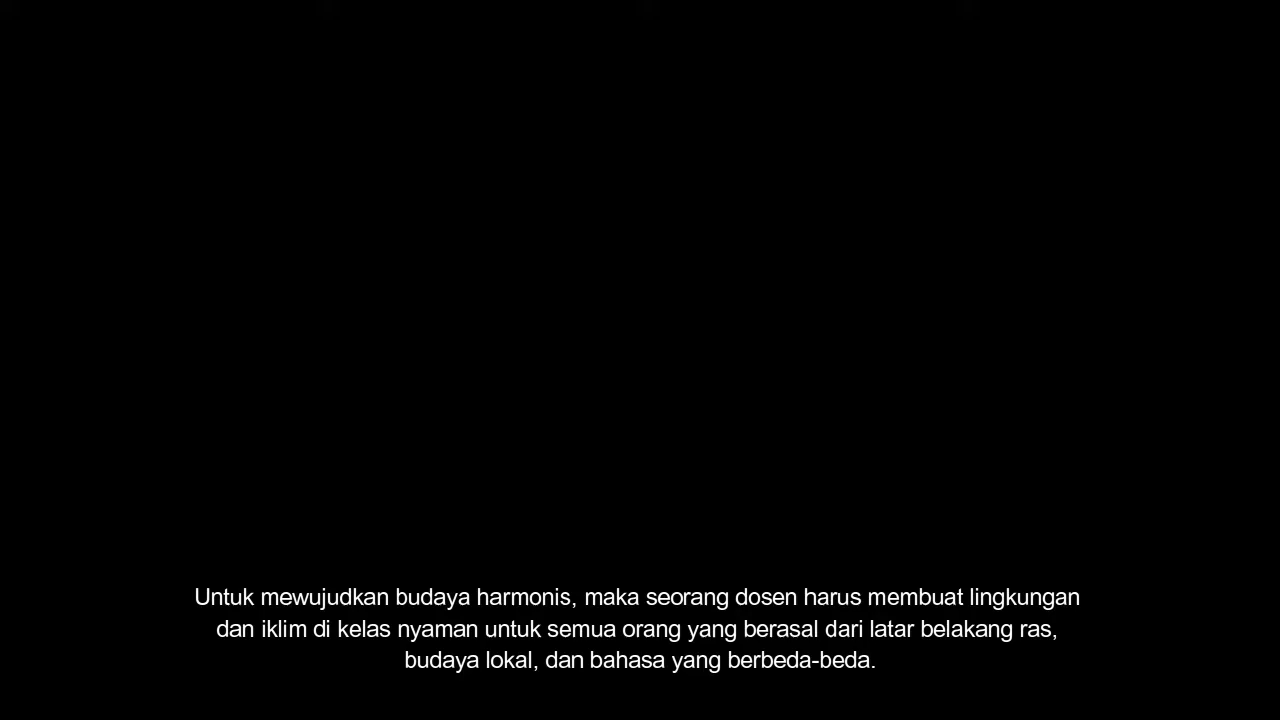 Untuk mewujudkan budaya harmonis, maka seorang dosen harus membuat lingkungan
dan iklim di kelas nyaman untuk semua orang yang berasal dari latar belakang ras,
budaya lokal, dan bahasa yang berbeda-beda.